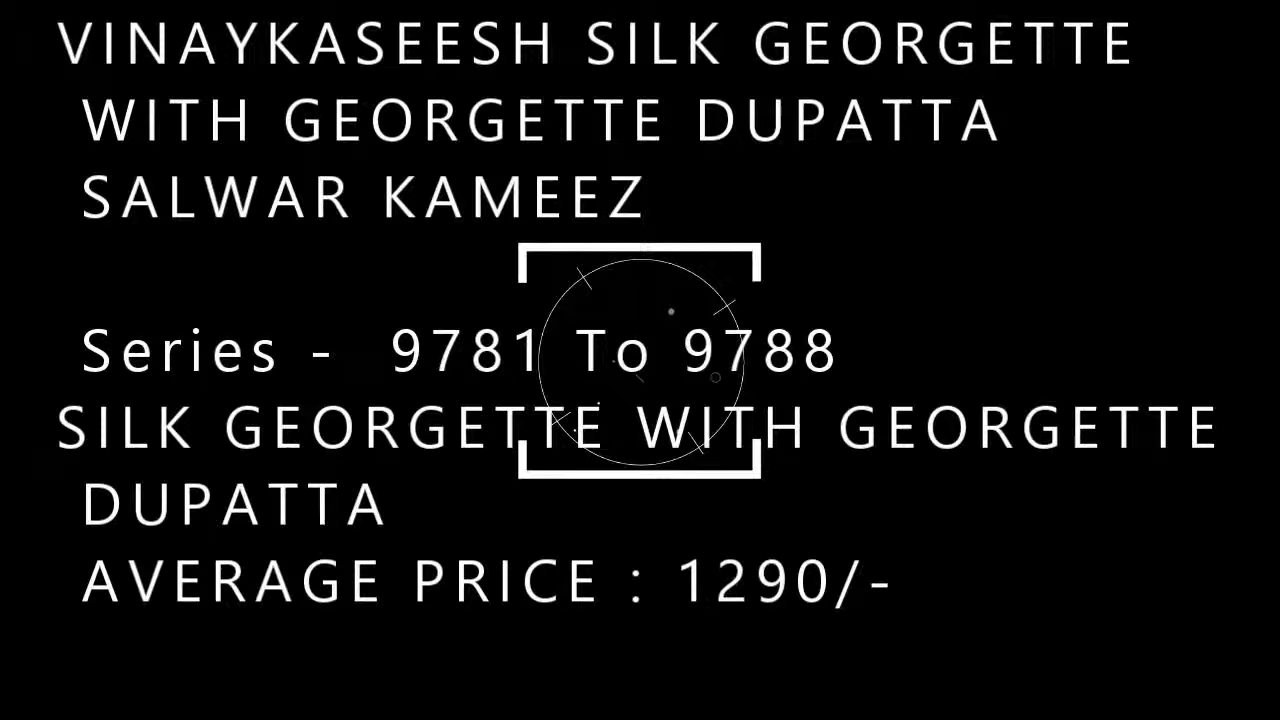 VINAYKASEESH SILK GEORGETTE
WITH GEORGETTE DUPATTA
SALWAR KAMEEZ
Series - 9781 To 9788
SILK GEORGETTE WITH GEORGETTE
DUPATTA
AVERAGE PRICE : 1290/-